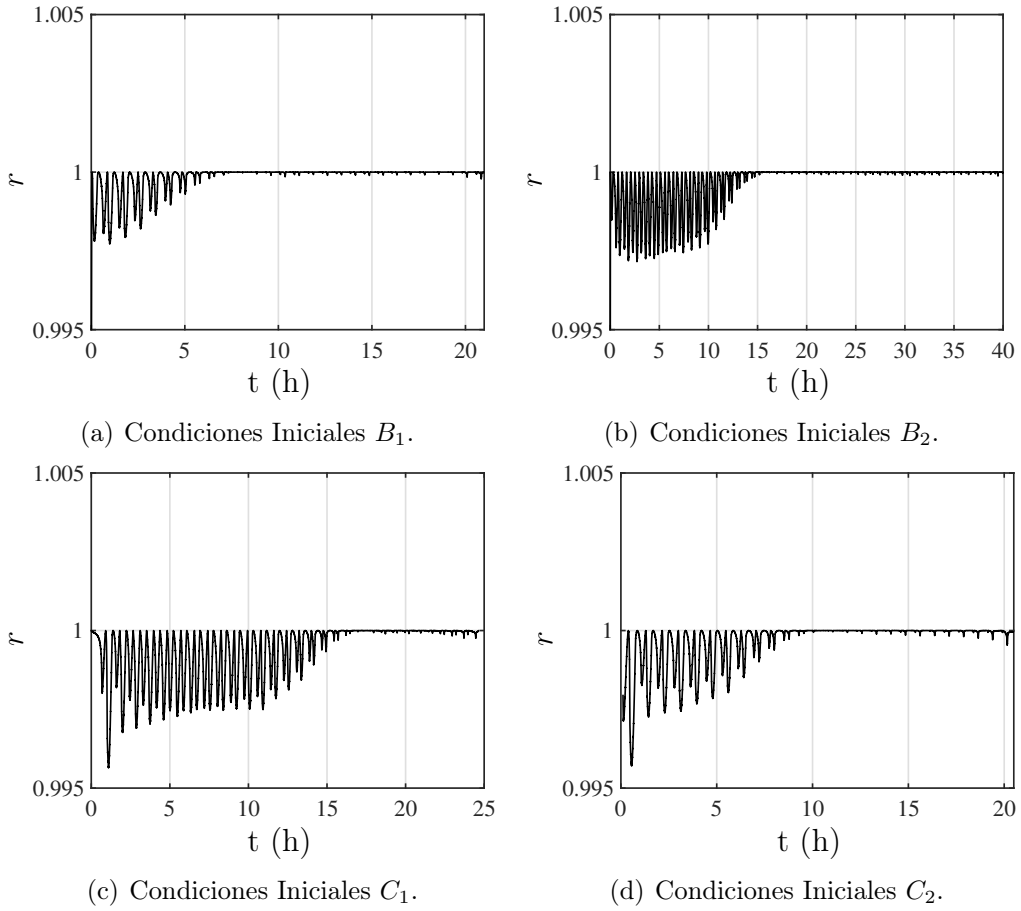 1.005
1
0.995
r
0 5 10 15 20
t (h)
(a) Condiciones Iniciales B₁.
1.005
1
0.995
r
0 5 10 15 20 25 30 35 40
t (h)
(b) Condiciones Iniciales B₂.
1.005
1
0.995
r
0 5 10 15 20 25
t (h)
(c) Condiciones Iniciales C₁.
1.005
1
0.995
r
0 5 10 15 20
t (h)
(d) Condiciones Iniciales C₂.